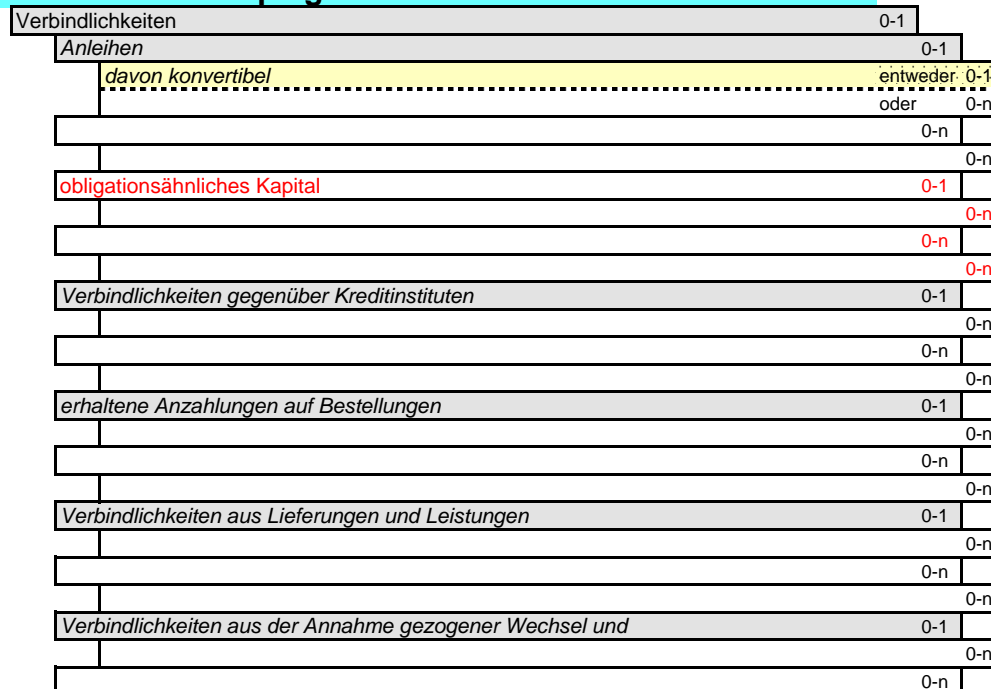 Verbindlichkeiten 0-1
Anleihen 0-1
davon konvertibel entweder 0-1
oder 0-n
0-n
0-n
obligationsähnliches Kapital 0-1
0-n
0-n
0-n
Verbindlichkeiten gegenüber Kreditinstituten 0-1
0-n
0-n
0-n
erhaltene Anzahlungen auf Bestellungen 0-1
0-n
0-n
0-n
Verbindlichkeiten aus Lieferungen und Leistungen 0-1
0-n
0-n
0-n
Verbindlichkeiten aus der Annahme gezogener Wechsel und 0-1
0-n
0-n